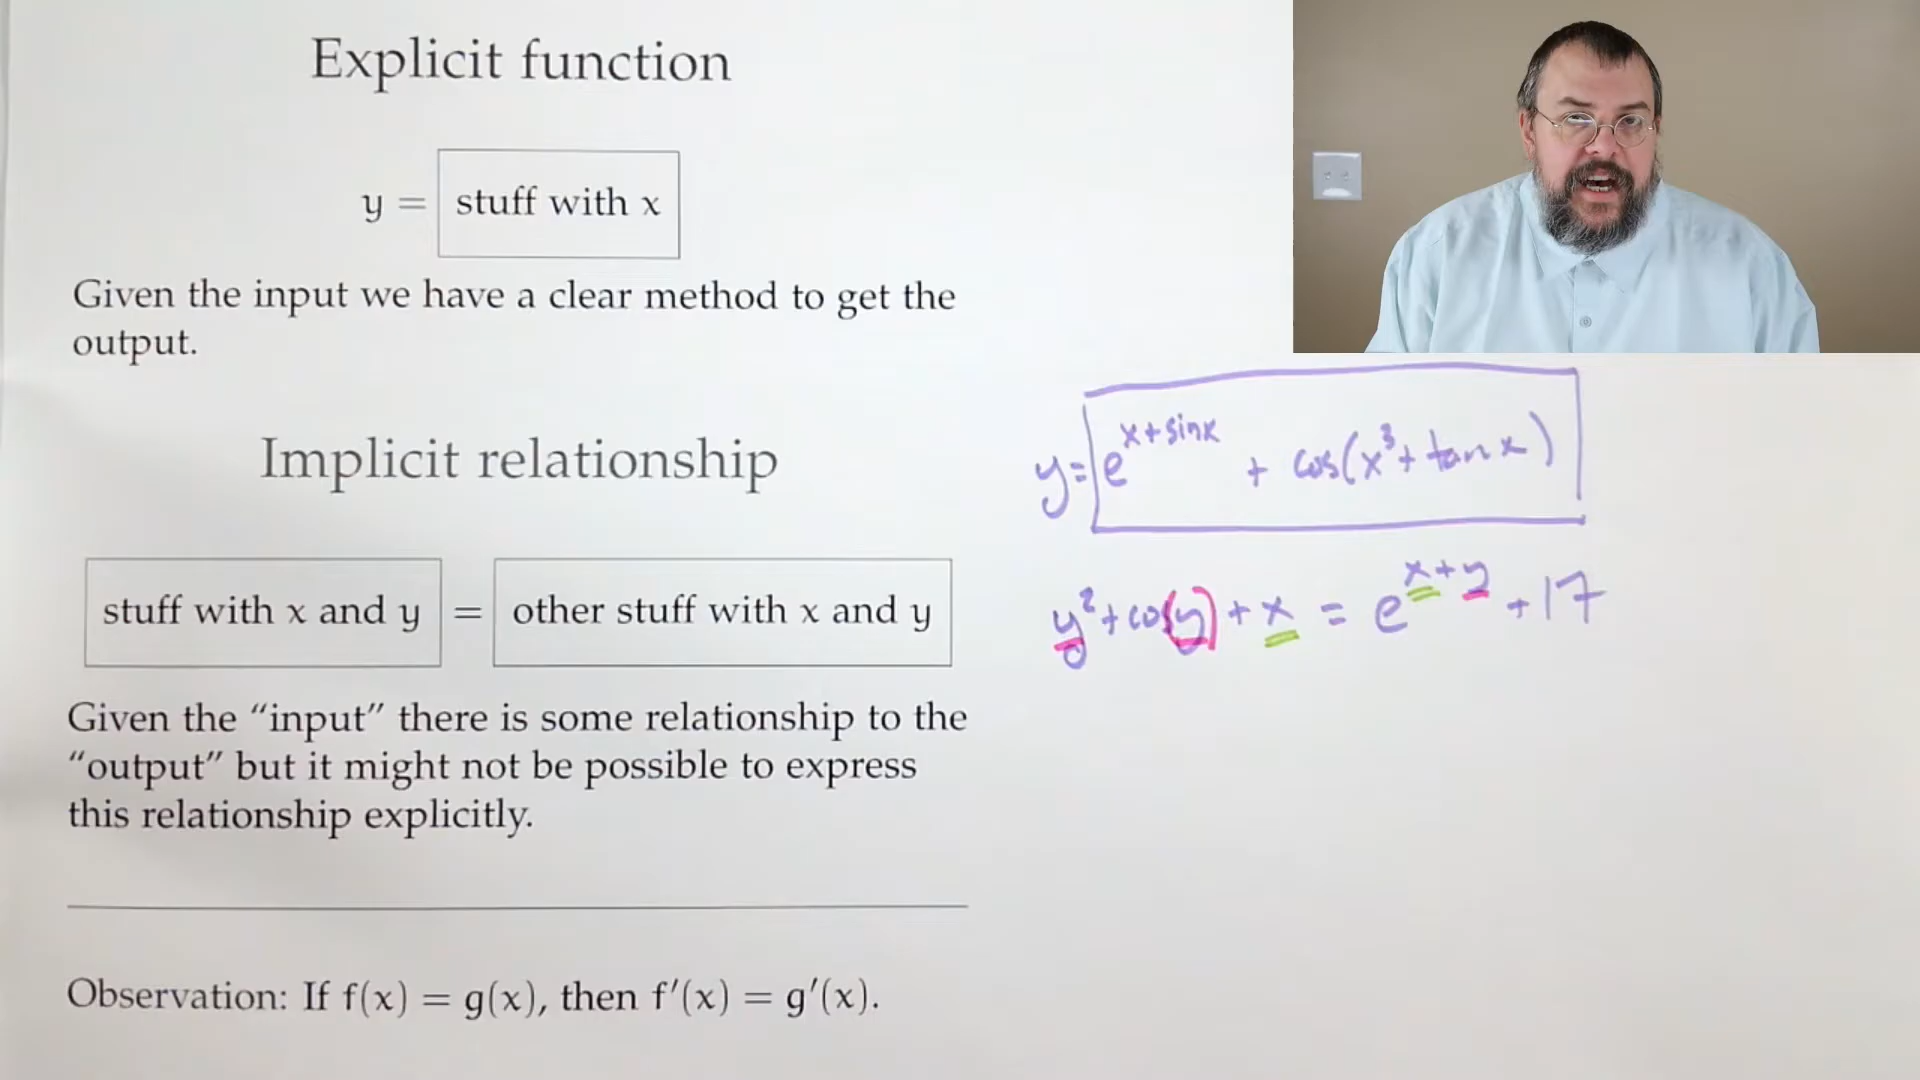 Explicit function
y = stuff with x
Given the input we have a clear method to get the
output.
Implicit relationship
stuff with x and y = other stuff with x and y
Given the “input” there is some relationship to the
“output” but it might not be possible to express
this relationship explicitly.
Observation: If f(x) = g(x), then f′(x) = g′(x).
y = e^{x+sinx} + cos(x³+tanx)
y² + cos(y) + x = e^{x+y} + 17